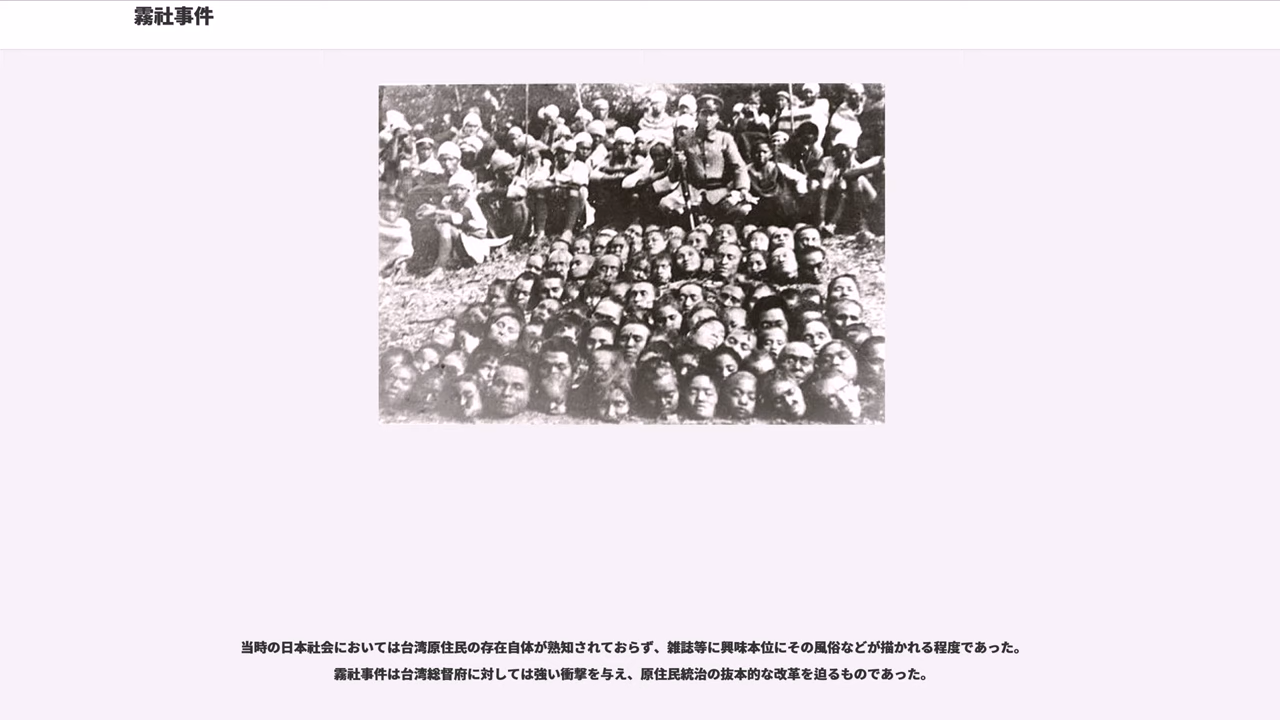 霧社事件
当時の日本社会においては台湾原住民の存在自体が熟知されておらず、雑誌等に興味本位にその風俗などが描かれる程度であった。
霧社事件は台湾総督府に対しては強い衝撃を与え、原住民統治の抜本的な改革を迫るものであった。